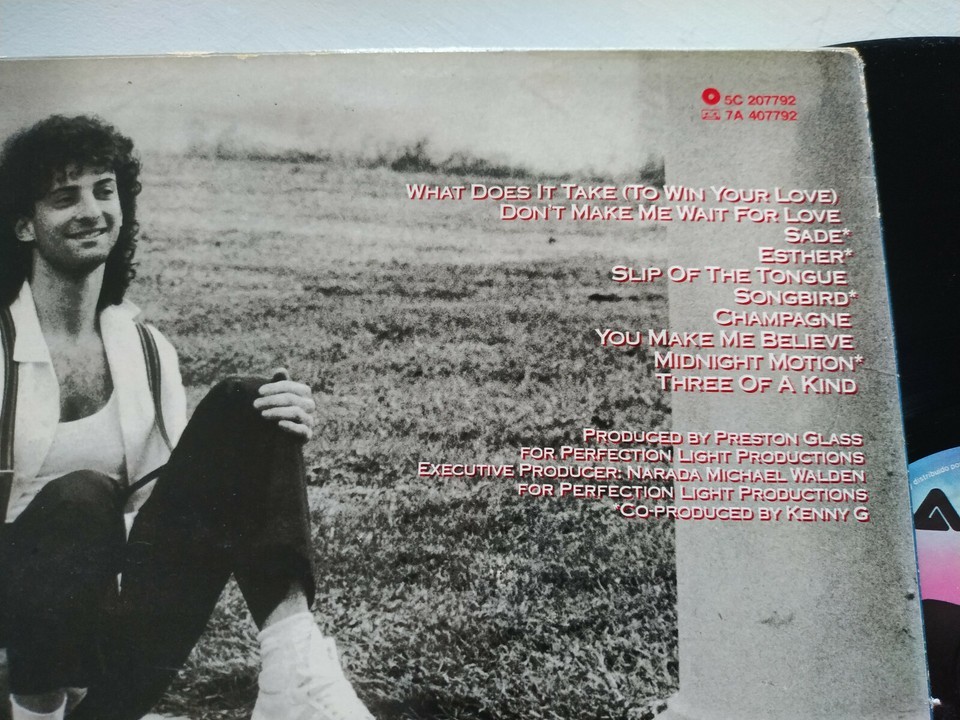 5C 207792
7A 407792
WHAT DOES IT TAKE (TO WIN YOUR LOVE)
DON'T MAKE ME WAIT FOR LOVE
SADE*
ESTHER*
SLIP OF THE TONGUE
SONGBIRD*
CHAMPAGNE
YOU MAKE ME BELIEVE
MIDNIGHT MOTION*
THREE OF A KIND
PRODUCED BY PRESTON GLASS
FOR PERFECTION LIGHT PRODUCTIONS
EXECUTIVE PRODUCER: NARADA MICHAEL WALDEN
FOR PERFECTION LIGHT PRODUCTIONS
*CO-PRODUCED BY KENNY G
distribuido por